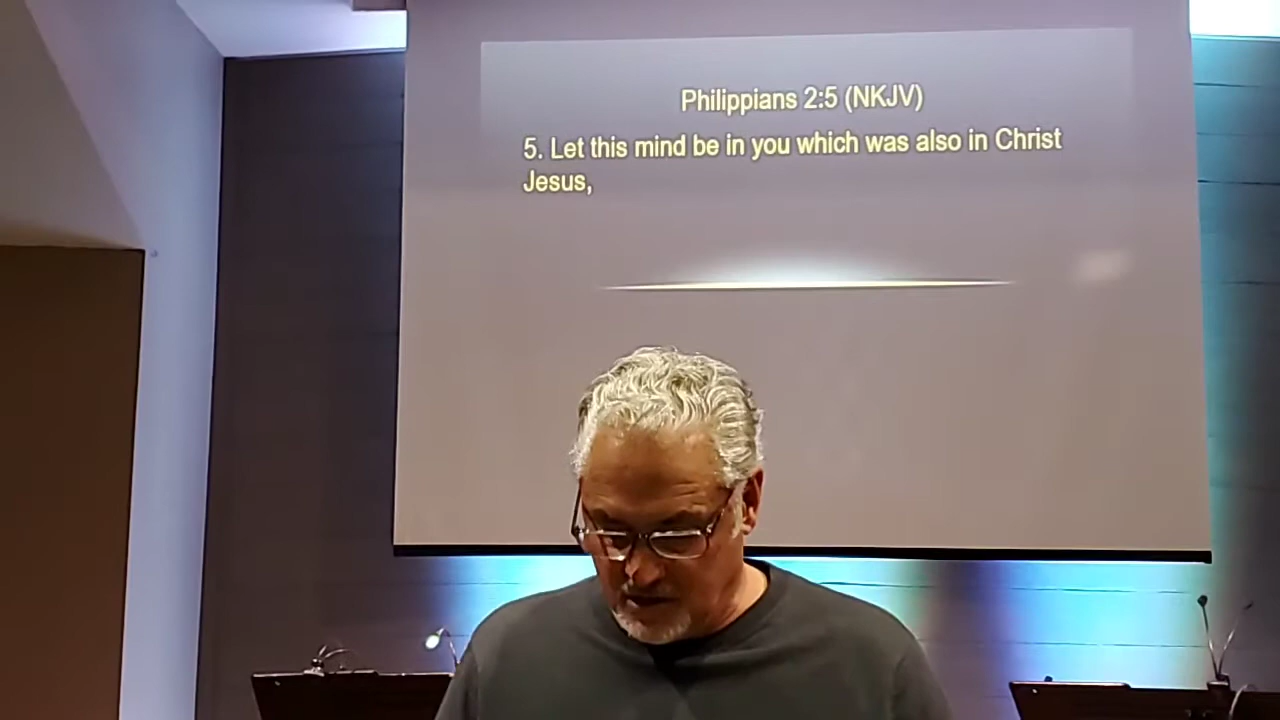 Philippians 2:5 (NKJV)
5. Let this mind be in you which was also in Christ
Jesus,